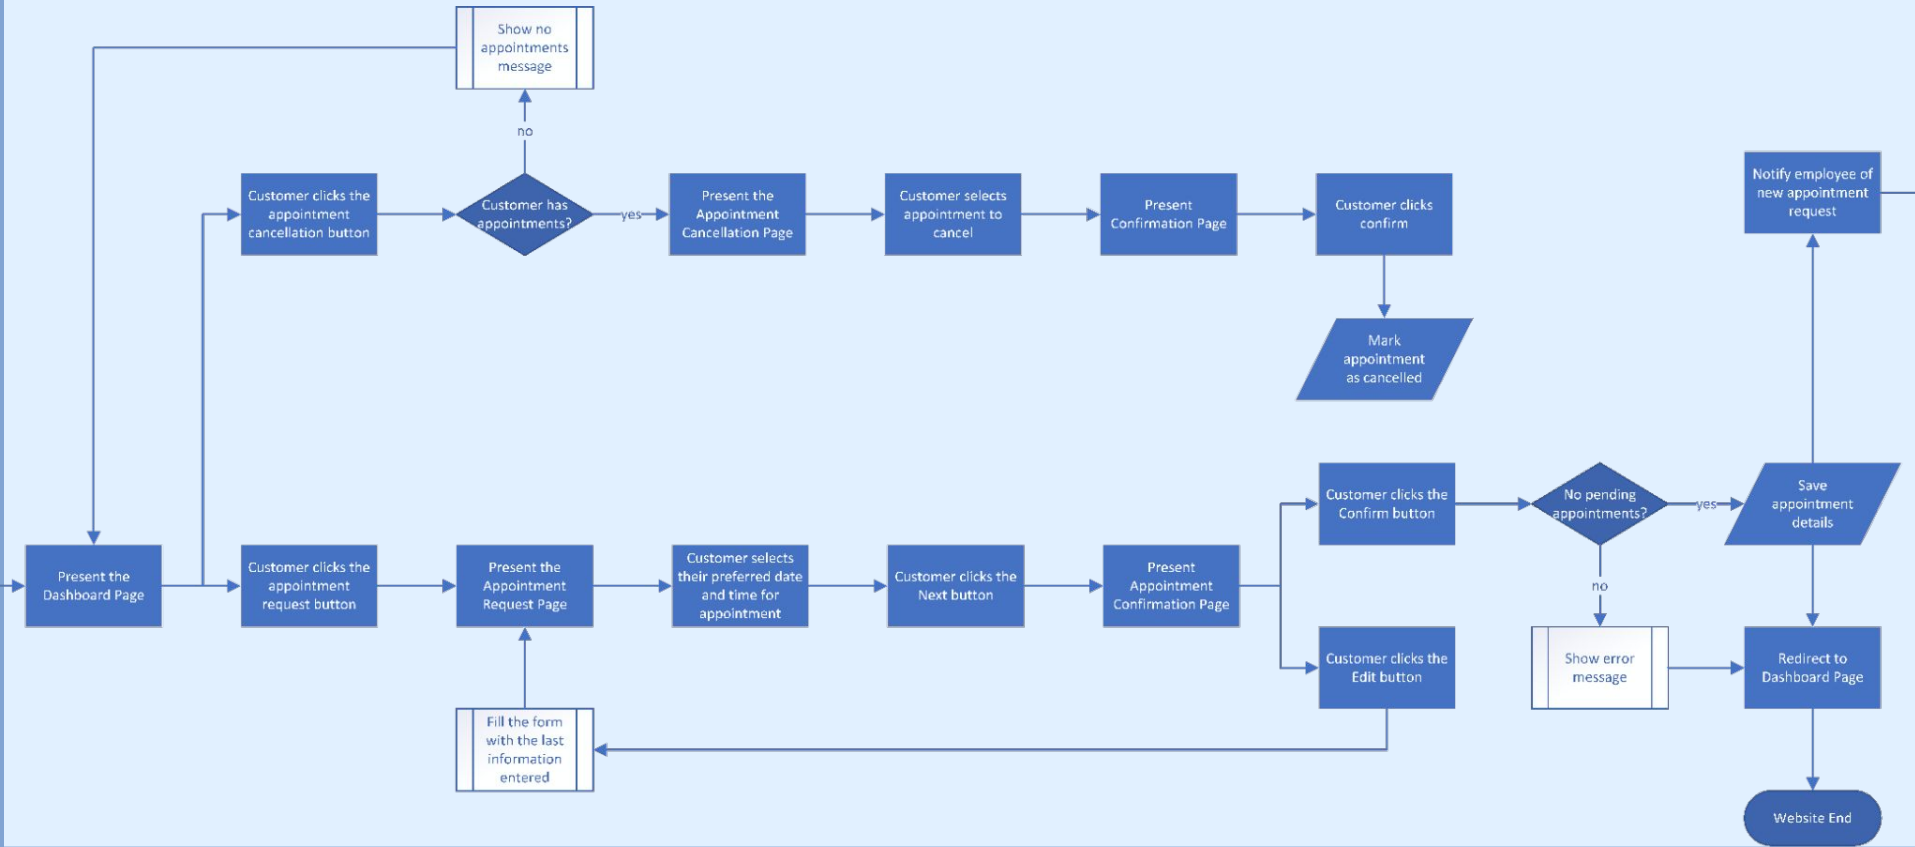 Show no
appointments
message
no
Customer clicks the
appointment
cancellation button
Customer has
appointments?
yes
Present the
Appointment
Cancellation Page
Customer selects
appointment to
cancel
Present
Confirmation Page
Customer clicks
confirm
Notify employee of
new appointment
request
Mark
appointment
as cancelled
Customer clicks the
Confirm button
No pending
appointments?
yes
Save
appointment
details
Present the
Dashboard Page
Customer clicks the
appointment
request button
Present the
Appointment
Request Page
Customer selects
their preferred date
and time for
appointment
Customer clicks the
Next button
Present
Appointment
Confirmation Page
no
Customer clicks the
Edit button
Show error
message
Redirect to
Dashboard Page
Fill the form
with the last
information
entered
Website End